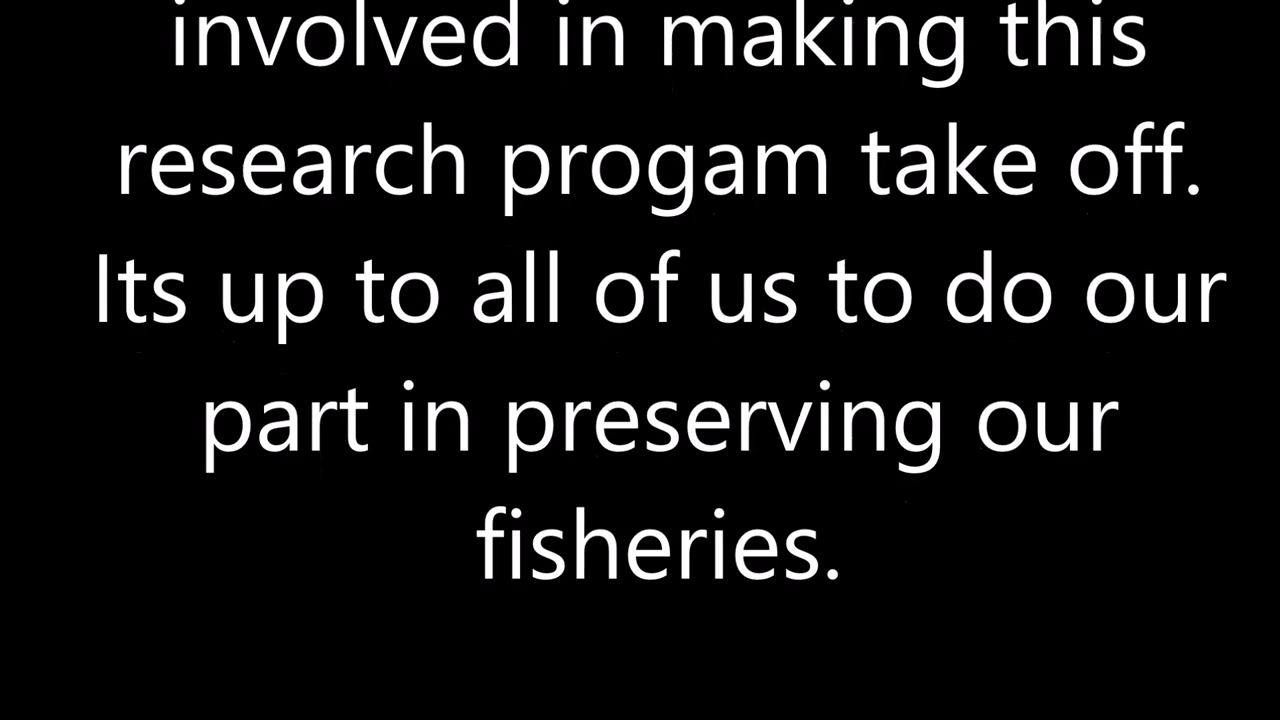 involved in making this
research progam take off.
Its up to all of us to do our
part in preserving our
fisheries.